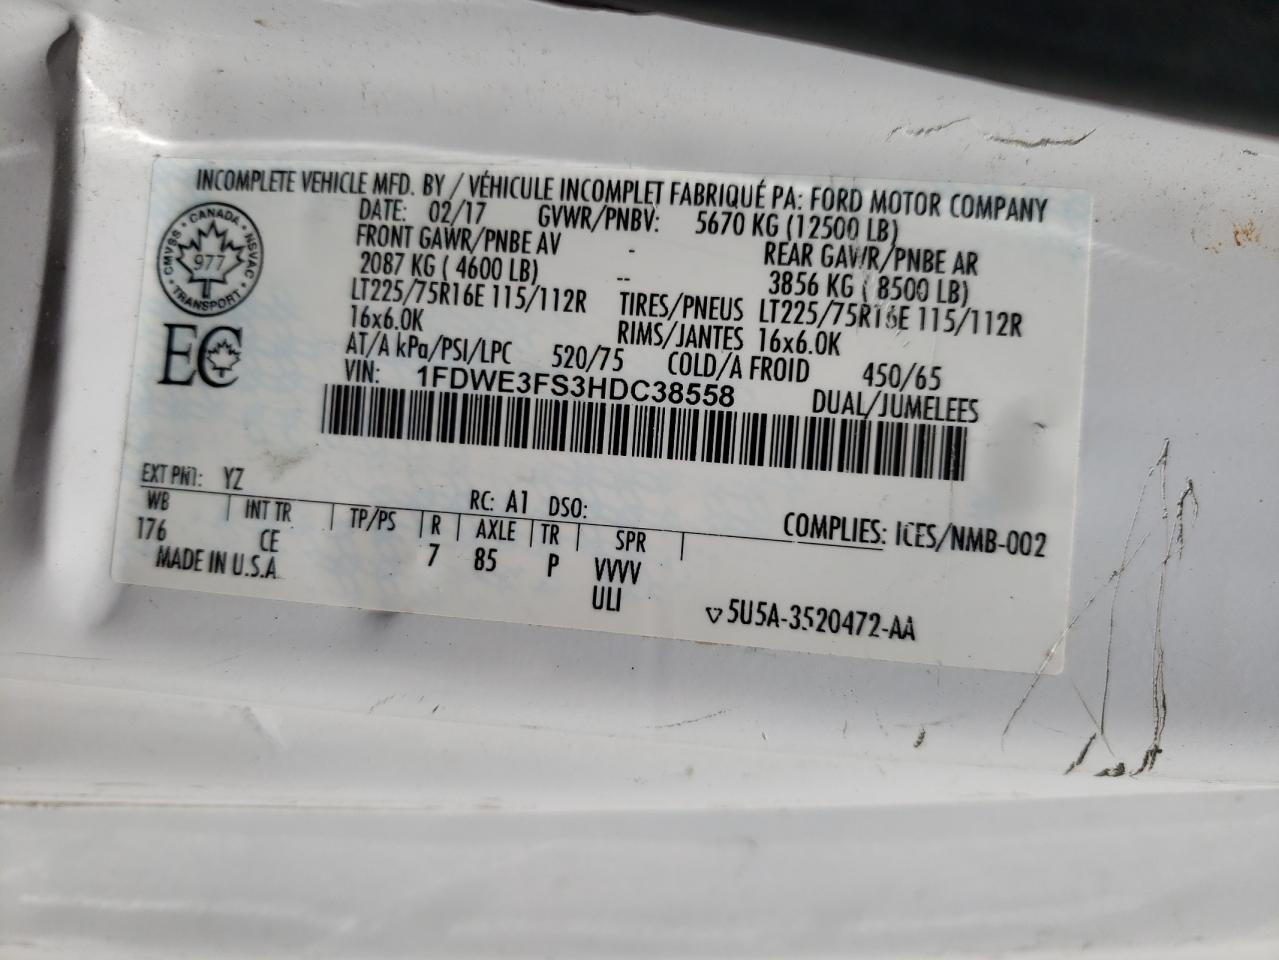 INCOMPLETE VEHICLE MFD. BY / VÉHICULE INCOMPLET FABRIQUÉ PA: FORD MOTOR COMPANY
DATE: 02/17 GVWR/PNBV: 5670 KG (12500 LB)
FRONT GAWR/PNBE AV - REAR GAWR/PNBE AR
2087 KG ( 4600 LB) -- 3856 KG ( 8500 LB)
LT225/75R16E 115/112R TIRES/PNEUS LT225/75R16E 115/112R
16x6.0K RIMS/JANTES 16x6.0K
AT/A kPa/PSI/LPC 520/75 COLD/A FROID 450/65
VIN: 1FDWE3FS3HDC38558 DUAL/JUMELEES
CANADA
CMVSS NSVAC
977
TRANSPORT
EC
EXT PNT: YZ RC: A1 DSO:
WB INT TR TP/PS R AXLE TR SPR COMPLIES: ICES/NMB-002
176 CE 7 85 P VVVV
MADE IN U.S.A ULI
5U5A-3520472-AA